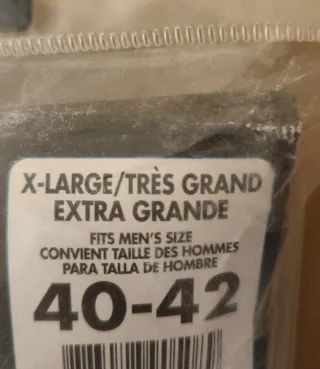 X-LARGE/TRÈS GRAND
EXTRA GRANDE
FITS MEN'S SIZE
CONVIENT TAILLE DES HOMMES
PARA TALLA DE HOMBRE
40-42